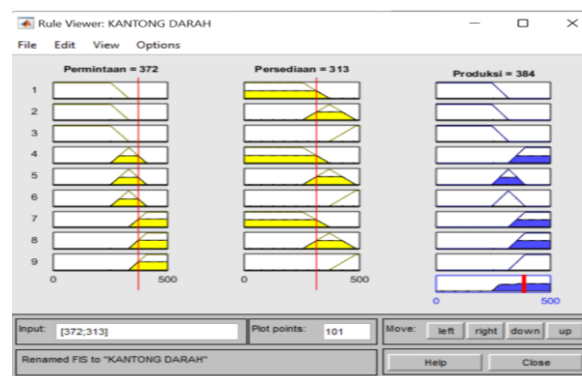 Rule Viewer: KANTONG DARAH
File Edit View Options
Permintaan = 372 Persediaan = 313 Produksi = 384
1
2
3
4
5
6
7
8
9
0 500 0 500
0 500
Input: [372;313] Plot points: 101 Move: left right down up
Renamed FIS to "KANTONG DARAH" Help Close